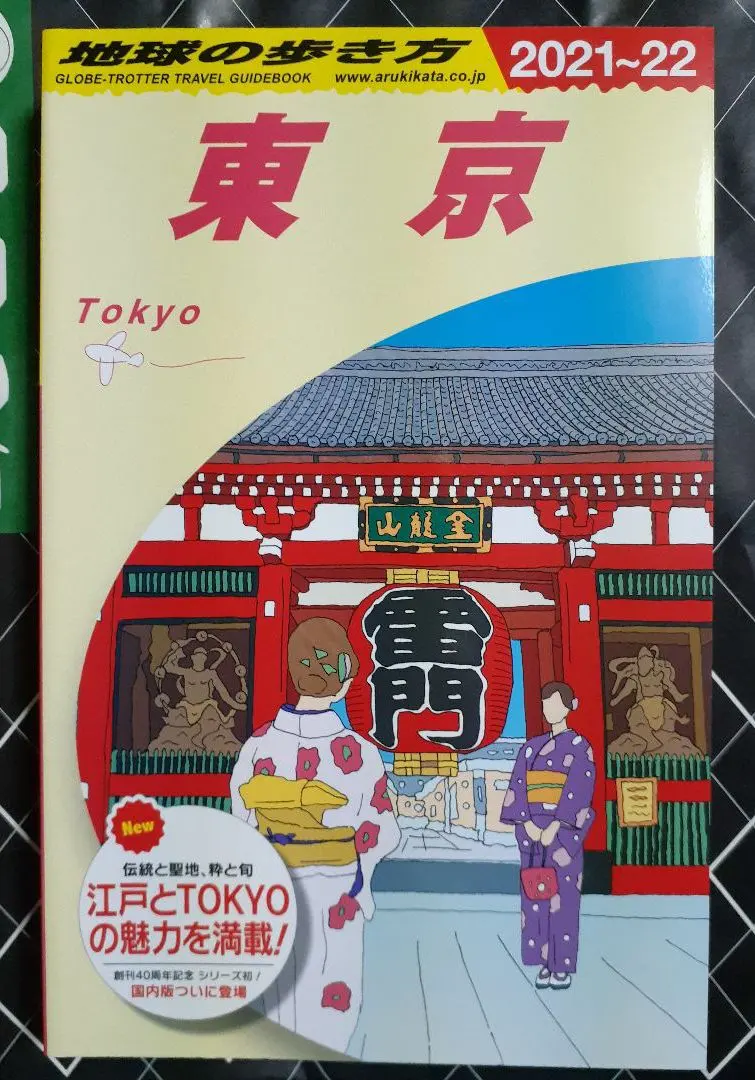 地球の歩き方
GLOBE-TROTTER TRAVEL GUIDEBOOK www.arukikata.co.jp
2021~22
東京
Tokyo
金龍山
雷門
New
伝統と聖地、粋と旬
江戸とTOKYO
の魅力を満載!
創刊40周年記念 シリーズ初!
国内版ついに登場